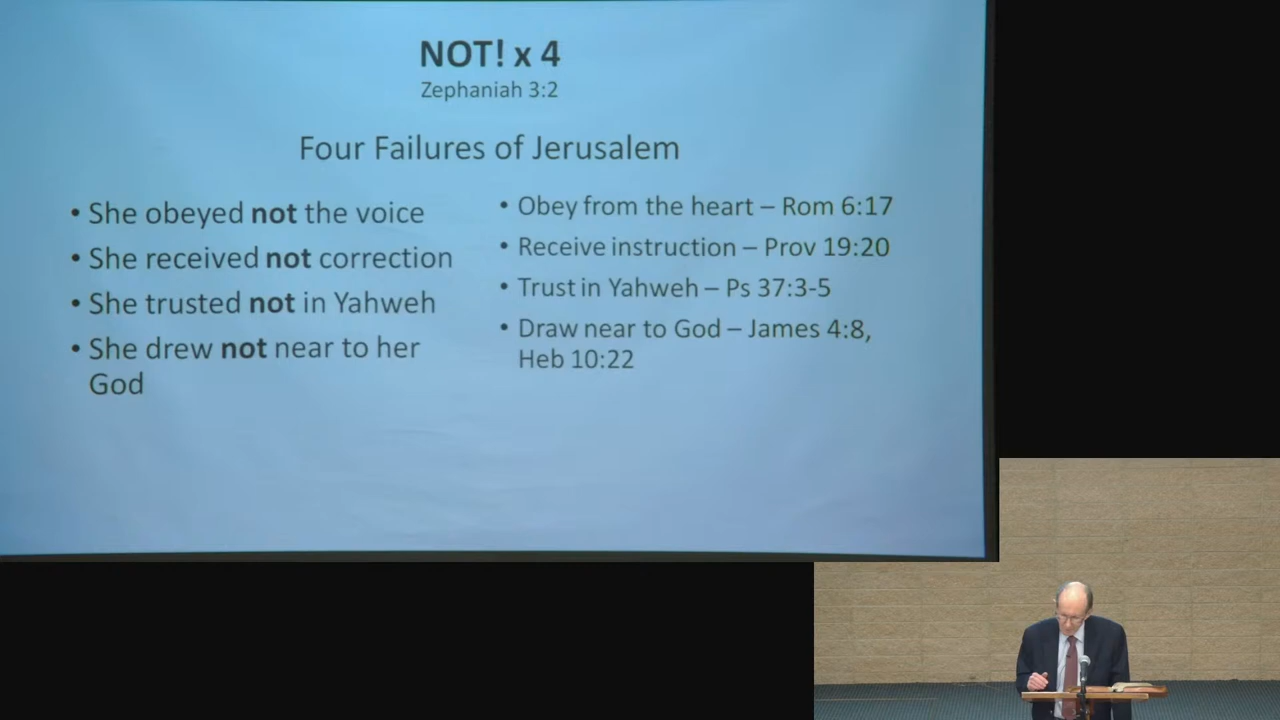 NOT! x 4
Zephaniah 3:2
Four Failures of Jerusalem
• She obeyed not the voice
• She received not correction
• She trusted not in Yahweh
• She drew not near to her
God
• Obey from the heart – Rom 6:17
• Receive instruction – Prov 19:20
• Trust in Yahweh – Ps 37:3-5
• Draw near to God – James 4:8,
Heb 10:22